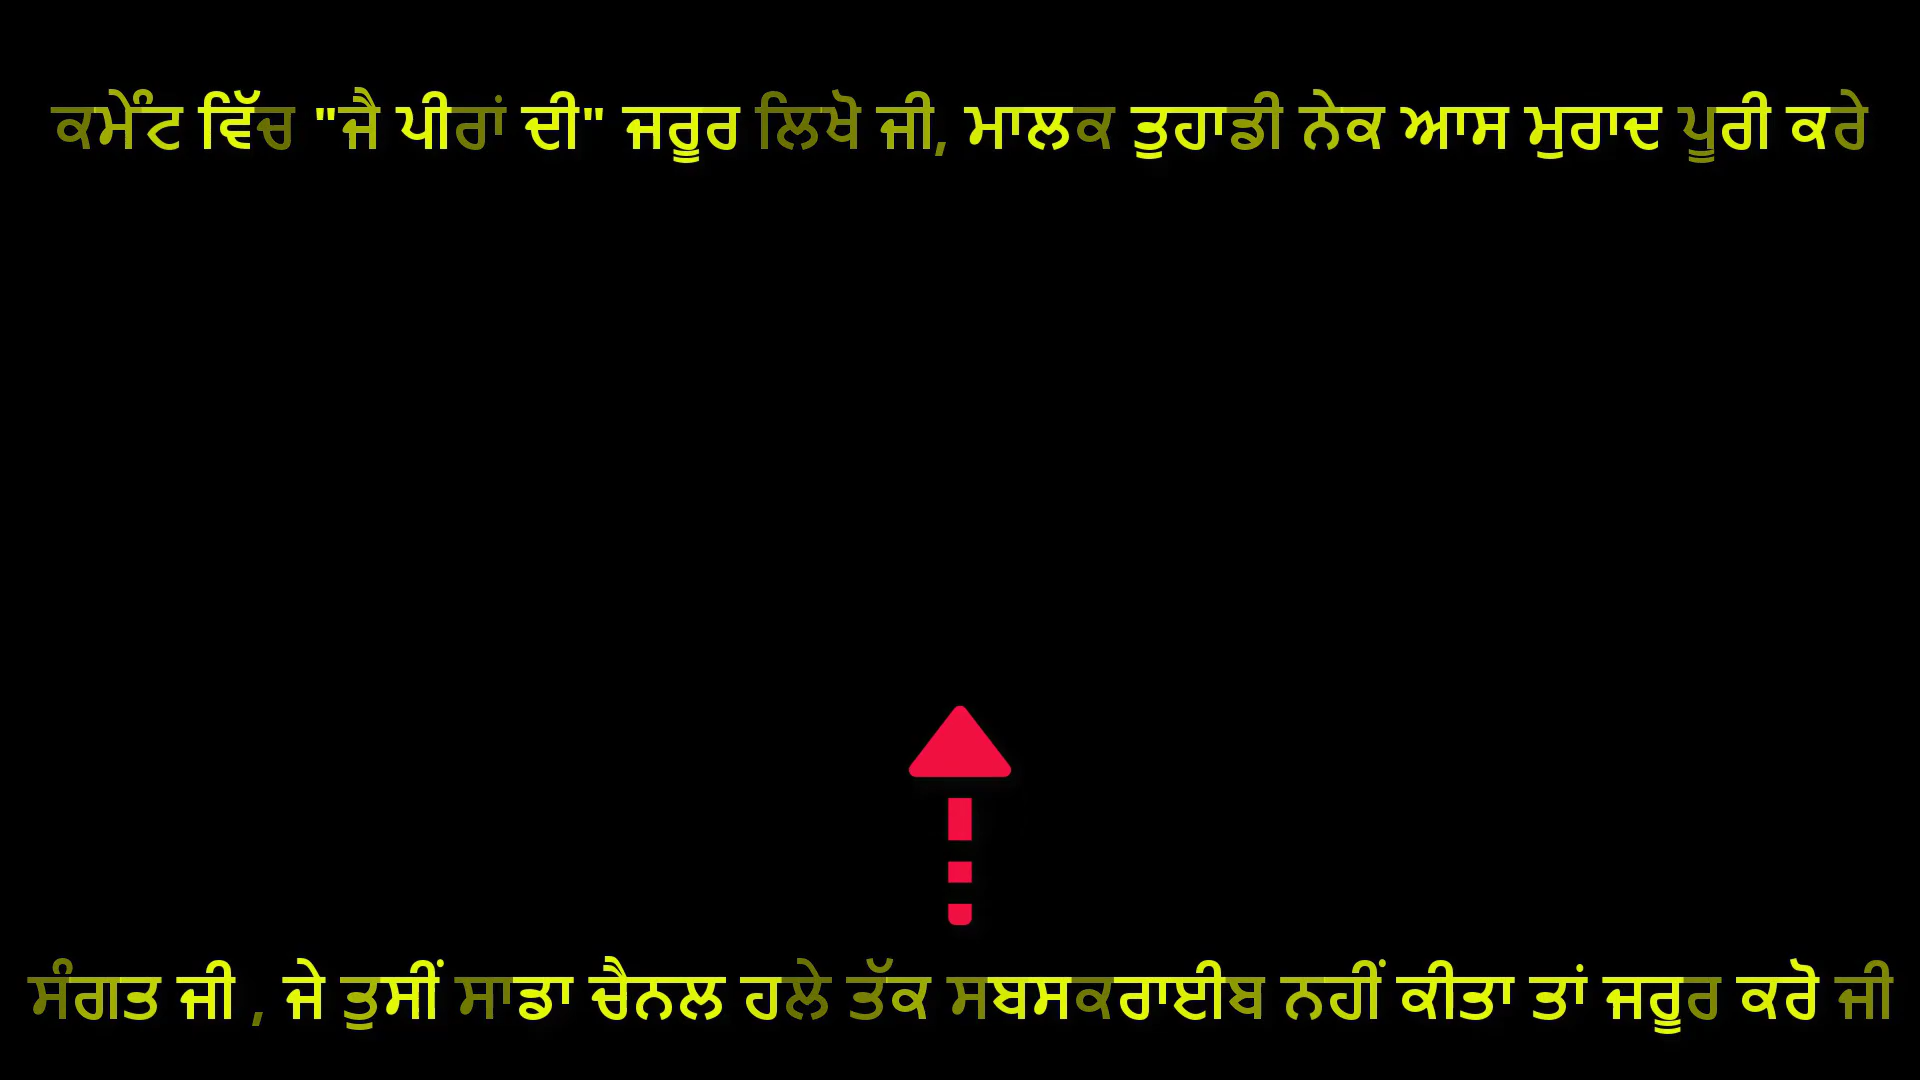 ਕਮੇੰਟ ਵਿੱਚ "ਜੈ ਪੀਰਾਂ ਦੀ" ਜਰੂਰ ਲਿਖੋ ਜੀ, ਮਾਲਕ ਤੁਹਾਡੀ ਨੇਕ ਆਸ ਮੁਰਾਦ ਪੂਰੀ ਕਰੇ
ਸੰਗਤ ਜੀ , ਜੇ ਤੁਸੀਂ ਸਾਡਾ ਚੈਨਲ ਹਲੇ ਤੱਕ ਸਬਸਕਰਾਈਬ ਨਹੀਂ ਕੀਤਾ ਤਾਂ ਜਰੂਰ ਕਰੋ ਜੀ